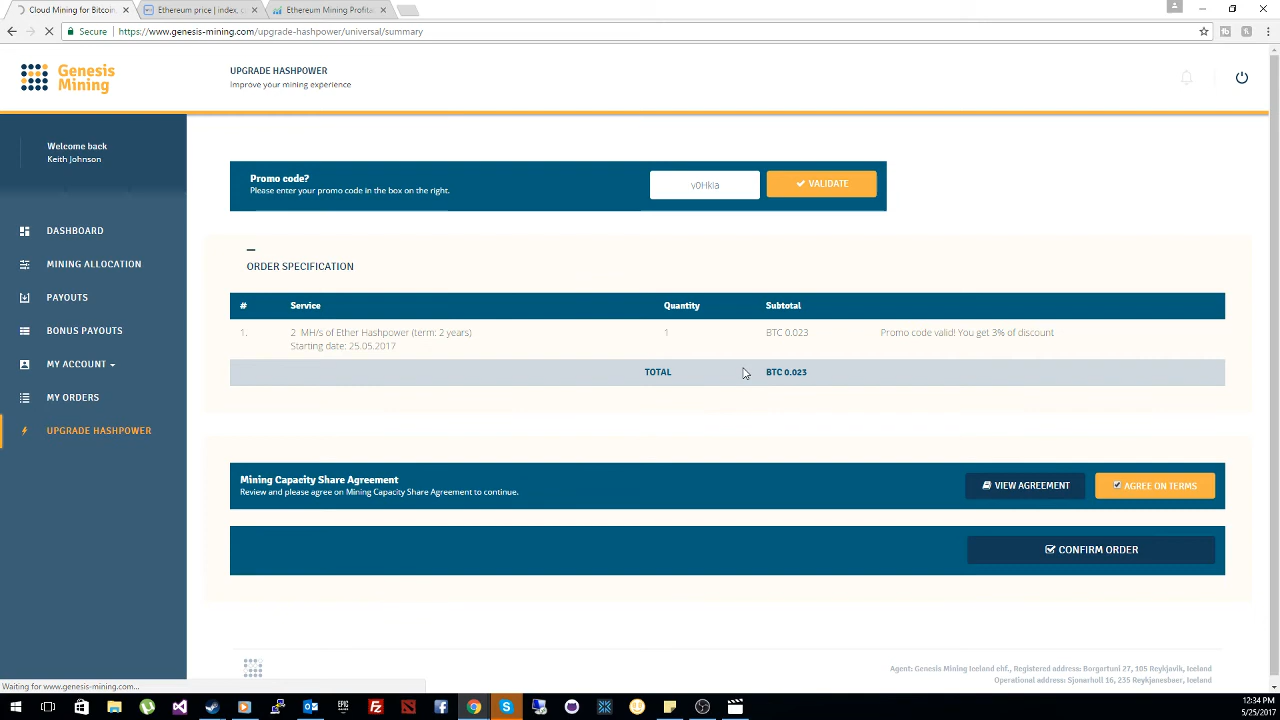 Cloud Mining for Bitcoin
Ethereum price | index
Ethereum Mining Profita
Secure
https://www.genesis-mining.com/upgrade-hashpower/universal/summary
Genesis
Mining
UPGRADE HASHPOWER
Improve your mining experience
Welcome back
Keith Johnson
Promo code?
Please enter your promo code in the box on the right.
v0Hkia
VALIDATE
DASHBOARD
MINING ALLOCATION
PAYOUTS
BONUS PAYOUTS
MY ACCOUNT
MY ORDERS
UPGRADE HASHPOWER
ORDER SPECIFICATION
# Service Quantity Subtotal
1. 2 MH/s of Ether Hashpower (term: 2 years) 1 BTC 0.023 Promo code valid! You get 3% of discount
Starting date: 25.05.2017
TOTAL BTC 0.023
Mining Capacity Share Agreement
Review and please agree on Mining Capacity Share Agreement to continue.
VIEW AGREEMENT
AGREE ON TERMS
CONFIRM ORDER
Agent: Genesis Mining Iceland ehf., Registered address: Borgartuni 27, 105 Reykjavik, Iceland
Operational address: Sjonarholl 16, 235 Reykjanesbaer, Iceland
Waiting for www.genesis-mining.com...
EPIC
12:34 PM
5/25/2017